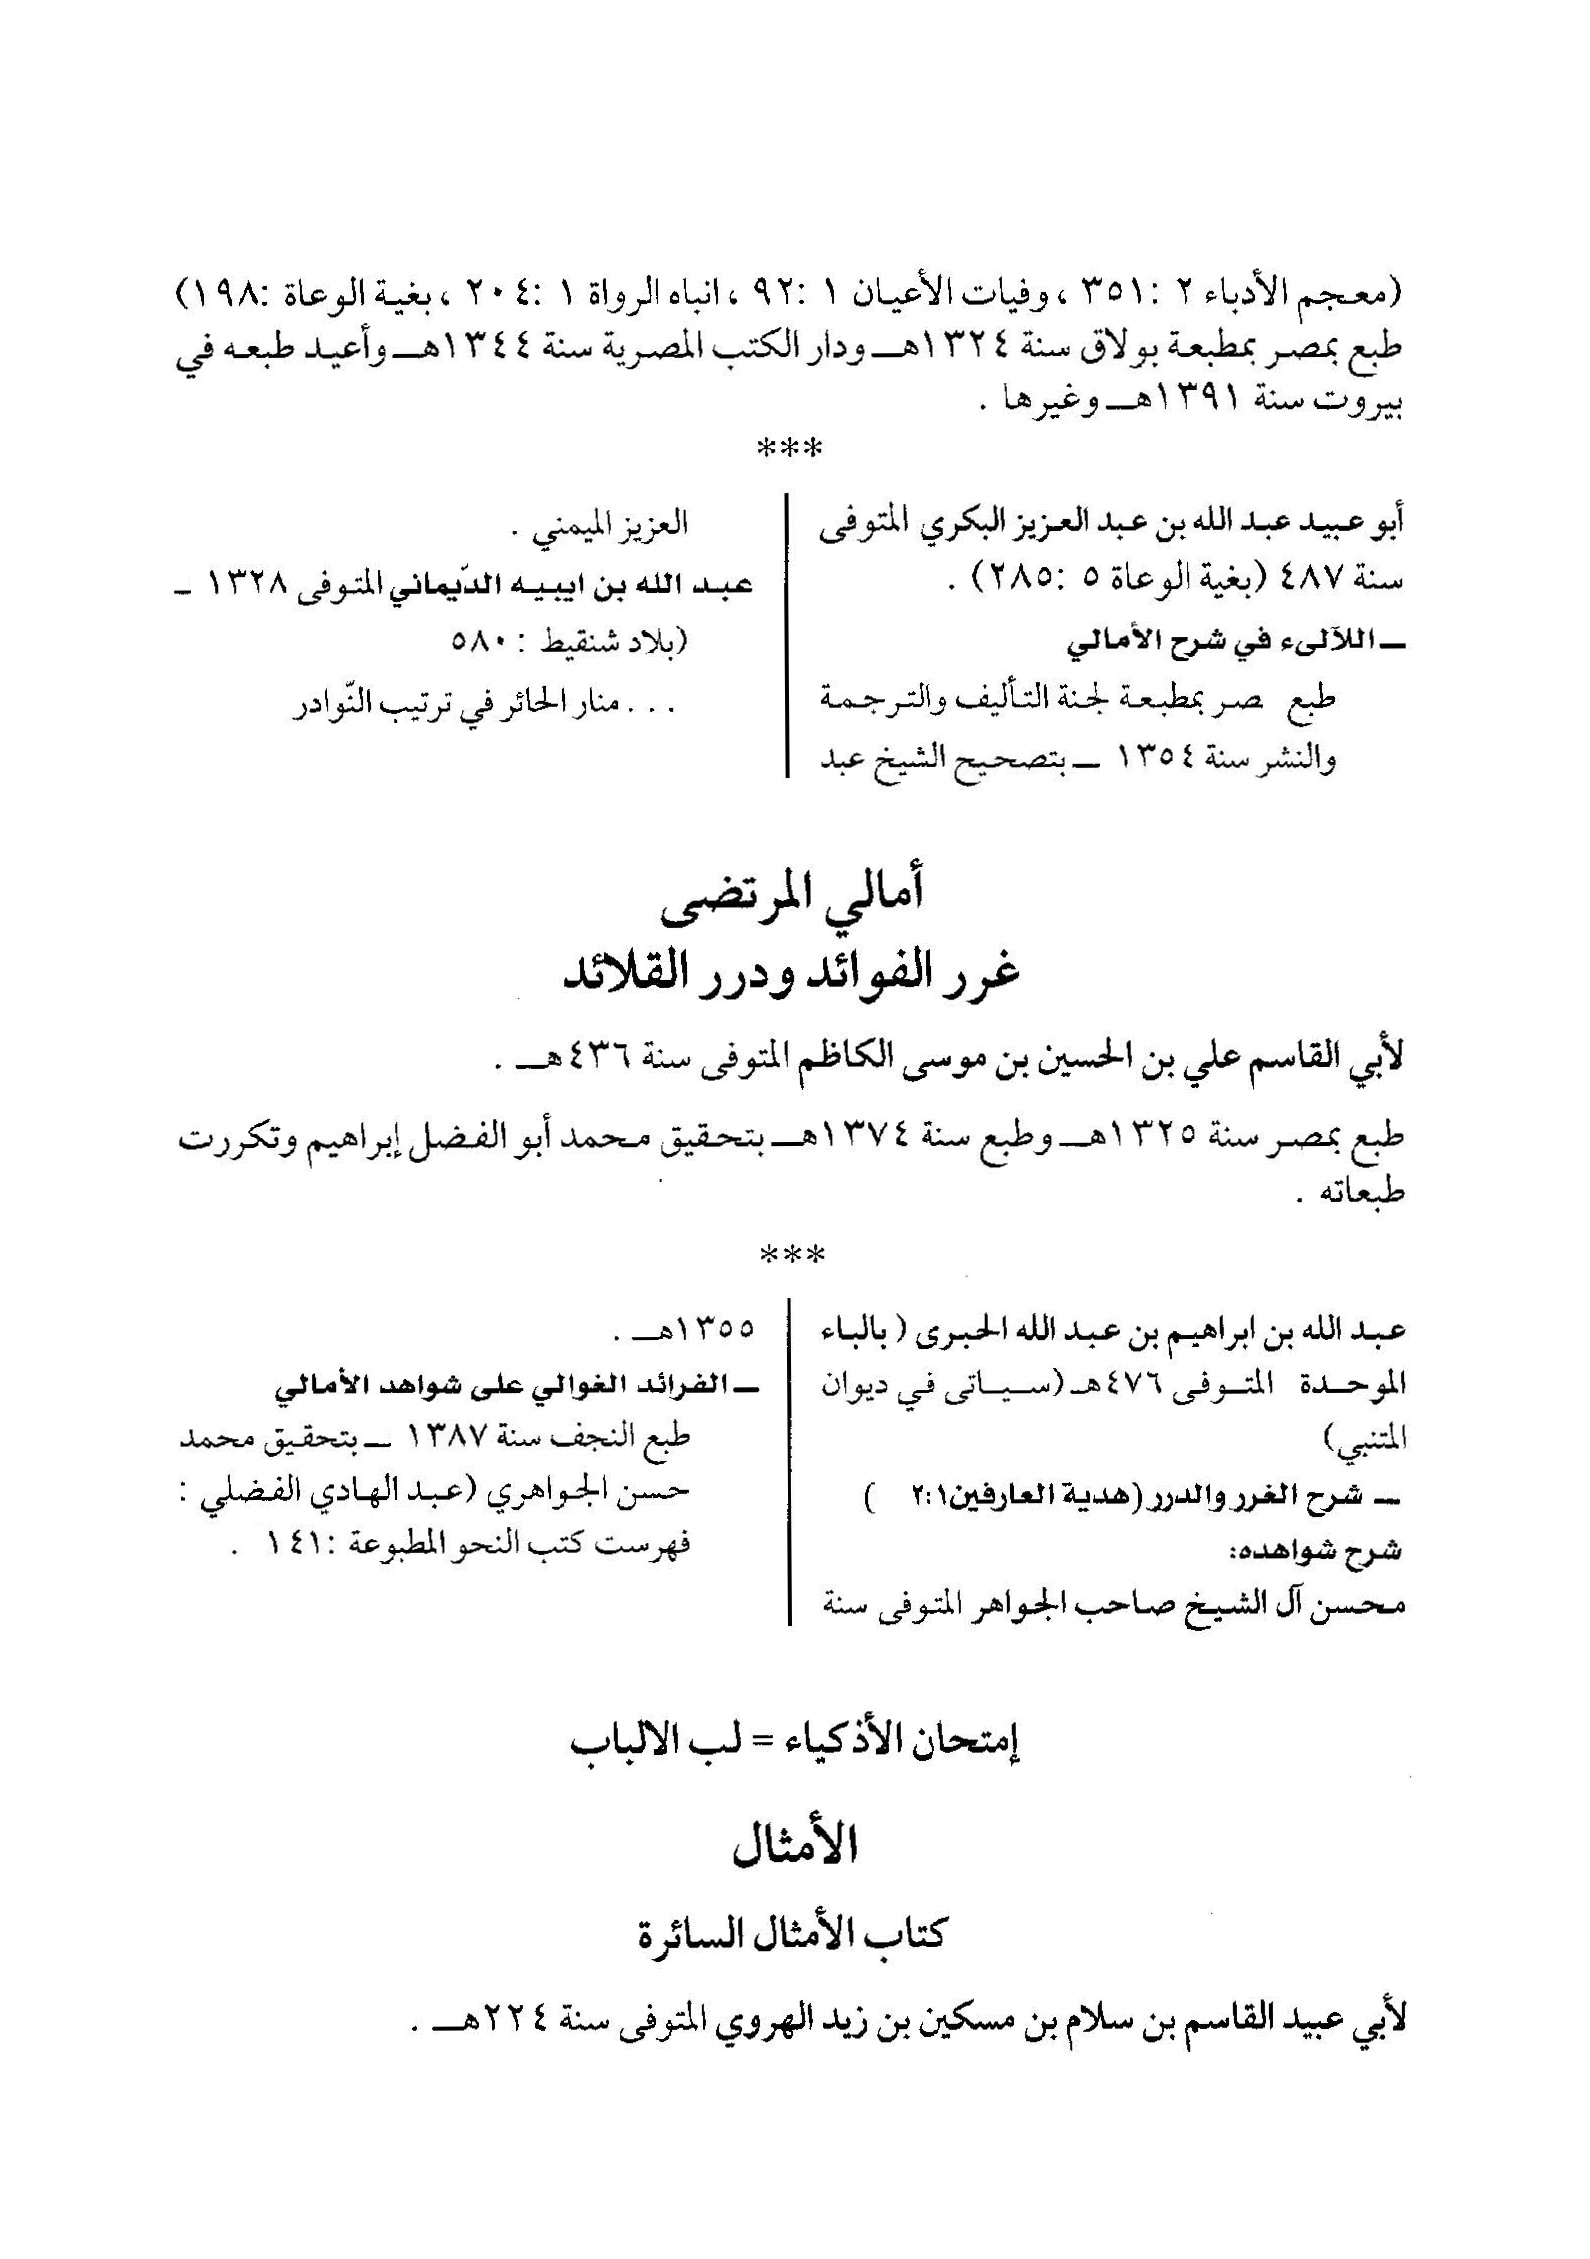 (معجم الأدباء ٢ :٣٥١ ، وفيات الأعيان ١ :٩٢ ، انباه الرواة ١ :٢٠٤ ، بغية الوعاة :١٩٨)
طبع بمصر بمطبعة بولاق سنة ١٣٢٤هـ ودار الكتب المصرية سنة ١٣٤٤هـ وأعيد طبعه في
بيروت سنة ١٣٩١هـ وغيرها .
***
أبو عبيد عبد الله بن عبد العزيز البكري المتوفى
سنة ٤٨٧ (بغية الوعاة ٥ :٢٨٥) .
ـ اللآلىء في شرح الأمالي
طبع صر بمطبعة لجنة التأليف والترجمة
والنشر سنة ١٣٥٤ ـ بتصحيح الشيخ عبد
العزيز الميمني .
عبد الله بن ايبيه الدّيماني المتوفى ١٣٢٨ ـ
(بلاد شنقيط : ٥٨٠
. . . منار الحائر في ترتيب النّوادر
أمالي المرتضى
غرر الفوائد ودرر القلائد
لأبي القاسم علي بن الحسين بن موسى الكاظم المتوفى سنة ٤٣٦هـ .
طبع بمصر سنة ١٣٢٥هـ وطبع سنة ١٣٧٤هـ بتحقيق محمد أبو الفضل إبراهيم وتكررت
طبعاته .
***
عبد الله بن ابراهيم بن عبد الله الحبرى ( بالباء
الموحدة المتوفى ٤٧٦هـ (سياتى في ديوان
المتنبي)
ـ شرح الغرر والدرر (هدية العارفين٢:١ )
شرح شواهده:
محسن آل الشيخ صاحب الجواهر المتوفى سنة
١٣٥٥هـ .
ـ الفرائد الغوالي على شواهد الأمالي
طبع النجف سنة ١٣٨٧ ـ بتحقيق محمد
حسن الجواهري (عبد الهادي الفضلي :
فهرست كتب النحو المطبوعة :١٤١ .
إمتحان الأذكياء = لب الالباب
الأمثال
كتاب الأمثال السائرة
لأبي عبيد القاسم بن سلام بن مسكين بن زيد الهروي المتوفى سنة ٢٢٤هـ .